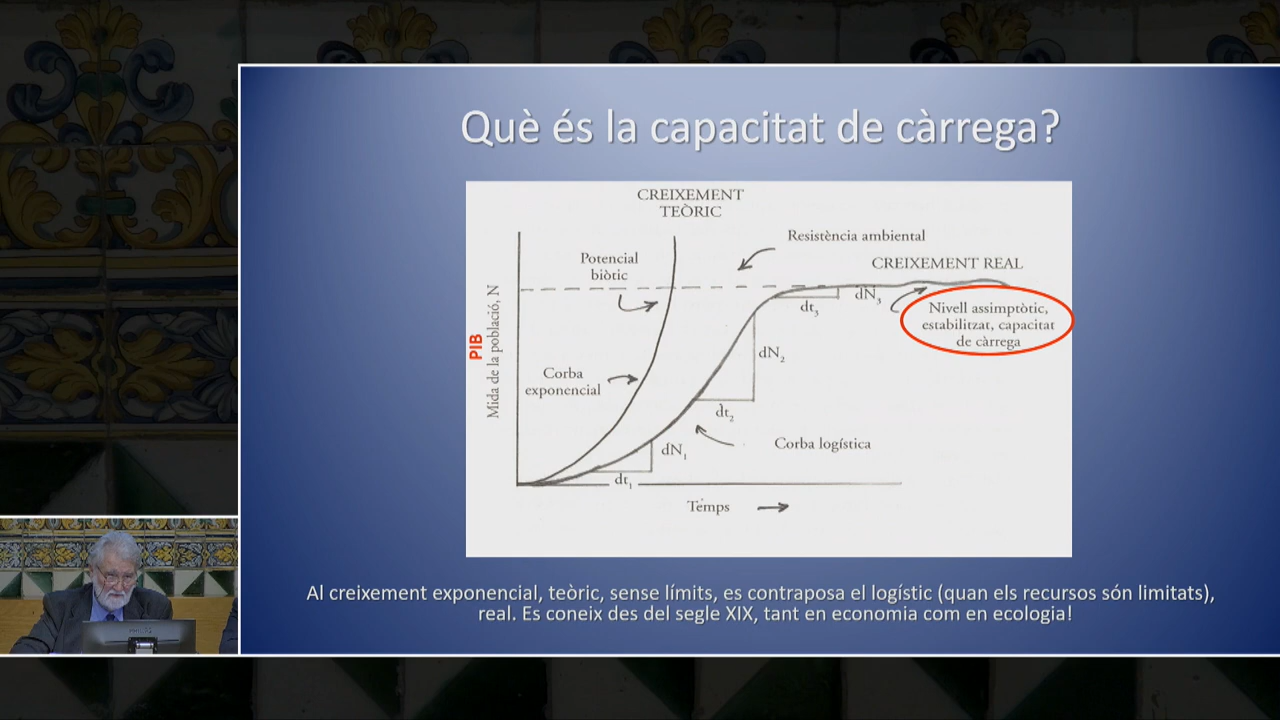 Què és la capacitat de càrrega?
CREIXEMENT
TEÒRIC
Resistència ambiental
Potencial
biòtic
CREIXEMENT REAL
dN3
dt3
Nivell assimptòtic,
estabilitzat, capacitat
de càrrega
PIB
Mida de la població, N
dN2
Corba
exponencial
dt2
Corba logística
dN1
dt1
Temps
Al creixement exponencial, teòric, sense límits, es contraposa el logístic (quan els recursos són limitats),
real. Es coneix des del segle XIX, tant en economia com en ecologia!